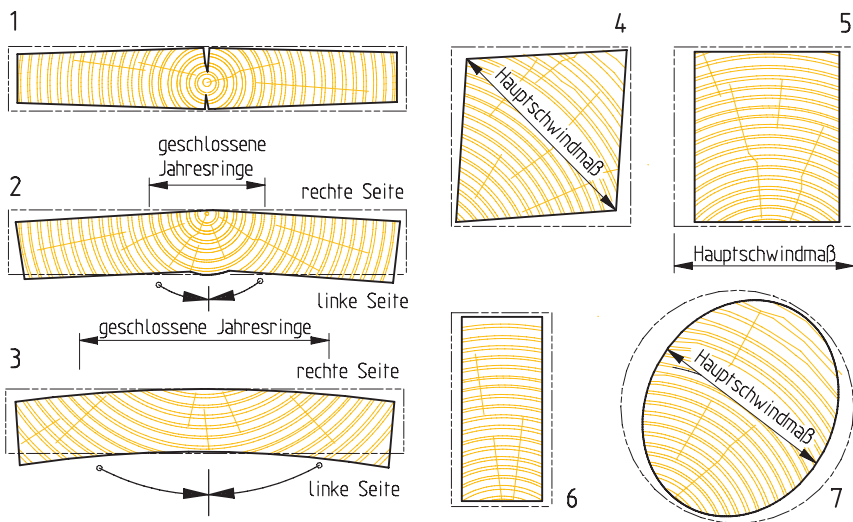 1
geschlossene
Jahresringe
2
rechte Seite
linke Seite
geschlossene Jahresringe
3
rechte Seite
linke Seite
4
Hauptschwindmaß
5
Hauptschwindmaß
6
Hauptschwindmaß
7